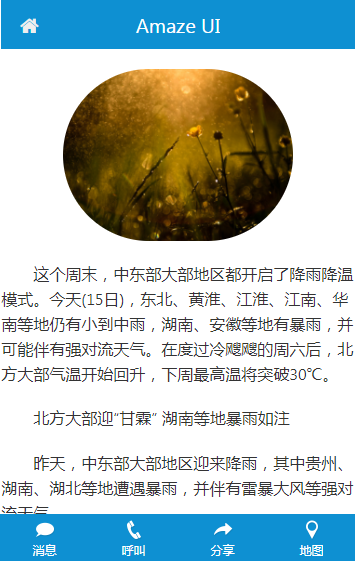 Amaze UI
这个周末，中东部大部地区都开启了降雨降温
模式。今天(15日)，东北、黄淮、江淮、江南、华
南等地仍有小到中雨，湖南、安徽等地有暴雨，并
可能伴有强对流天气。在度过冷飕飕的周六后，北
方大部气温开始回升，下周最高温将突破30℃。
北方大部迎“甘霖” 湖南等地暴雨如注
昨天，中东部大部地区迎来降雨，其中贵州、
湖南、湖北等地遭遇暴雨，并伴有雷暴大风等强对
流天气
消息
呼叫
分享
地图